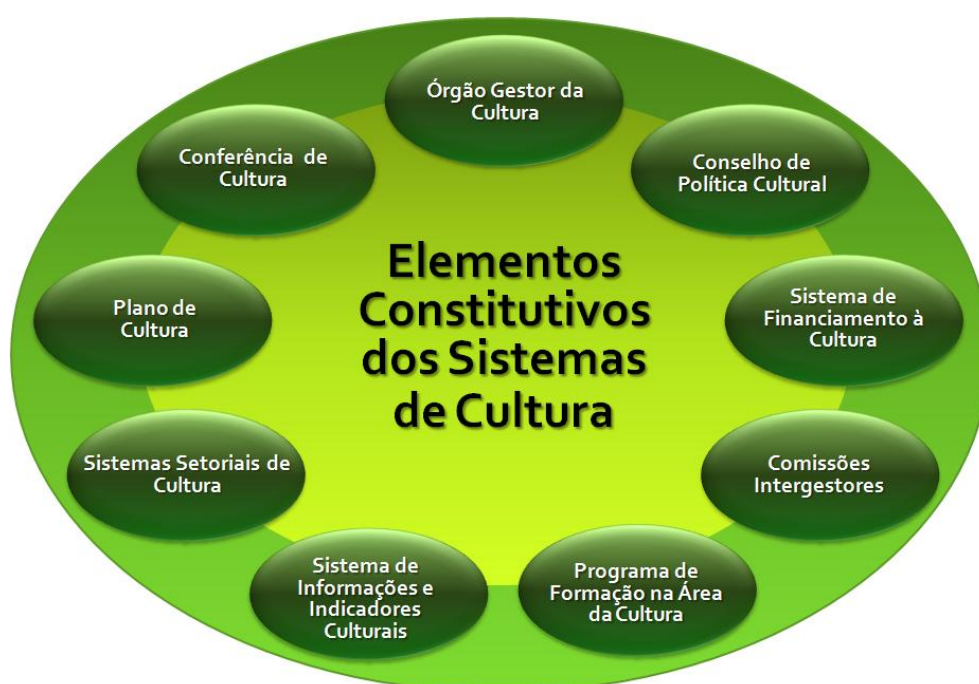 Órgão Gestor da
Cultura
Conferência de
Cultura
Conselho de
Política Cultural
Elementos
Constitutivos
dos Sistemas
de Cultura
Plano de
Cultura
Sistema de
Financiamento à
Cultura
Sistemas Setoriais de
Cultura
Comissões
Intergestores
Sistema de
Informações e
Indicadores
Culturais
Programa de
Formação na Área
da Cultura